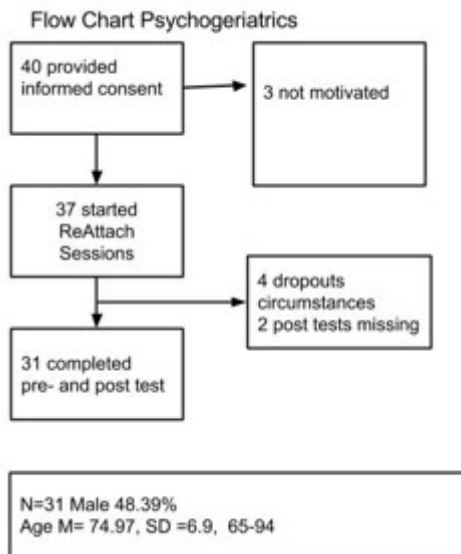 Flow Chart Psychogeriatrics
40 provided
informed consent
3 not motivated
37 started
ReAttach
Sessions
4 dropouts
circumstances
2 post tests missing
31 completed
pre- and post test
N=31 Male 48.39%
Age M= 74.97, SD =6.9, 65-94